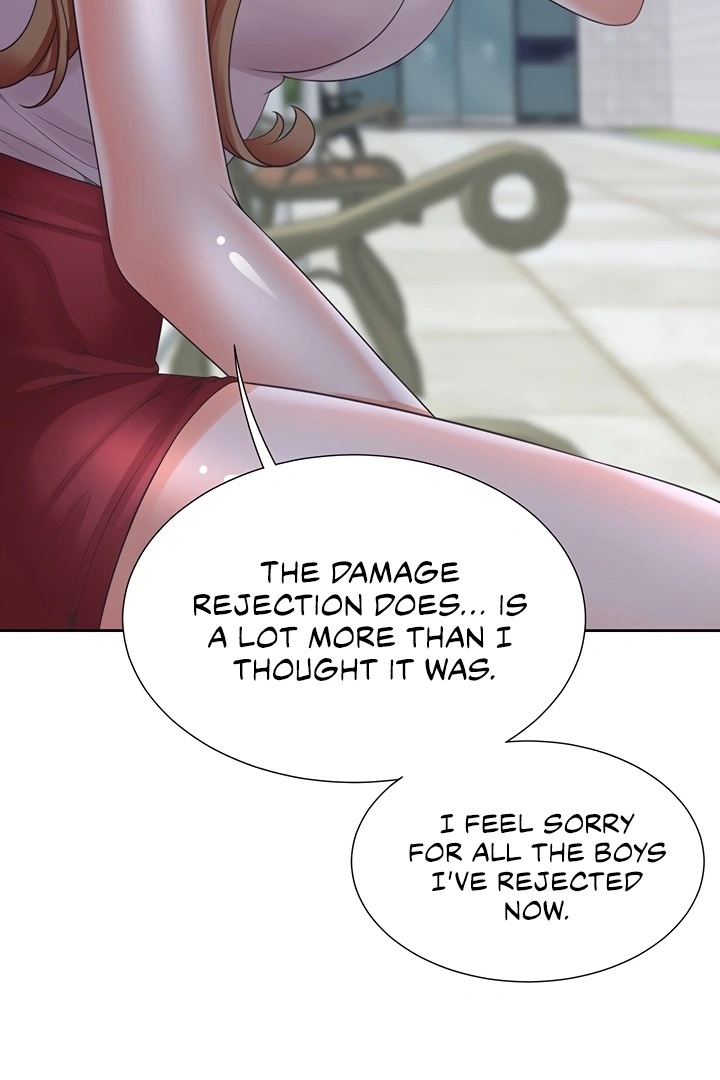 THE DAMAGE
REJECTION DOES... IS
A LOT MORE THAN I
THOUGHT IT WAS.
I FEEL SORRY
FOR ALL THE BOYS
I'VE REJECTED
NOW.